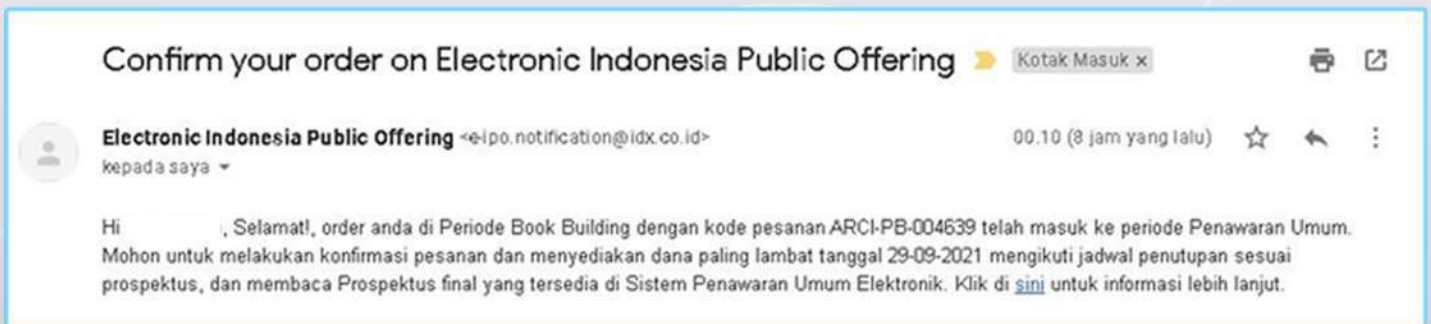 Confirm your order on Electronic Indonesia Public Offering Kotak Masuk x
Electronic Indonesia Public Offering <e-ipo.notification@idx.co.id> 00.10 (8 jam yang lalu)
kepada saya
Hi , Selamat!, order anda di Periode Book Building dengan kode pesanan ARCI-PB-004639 telah masuk ke periode Penawaran Umum.
Mohon untuk melakukan konfirmasi pesanan dan menyediakan dana paling lambat tanggal 29-09-2021 mengikuti jadwal penutupan sesuai
prospektus, dan membaca Prospektus final yang tersedia di Sistem Penawaran Umum Elektronik. Klik di sini untuk informasi lebih lanjut.